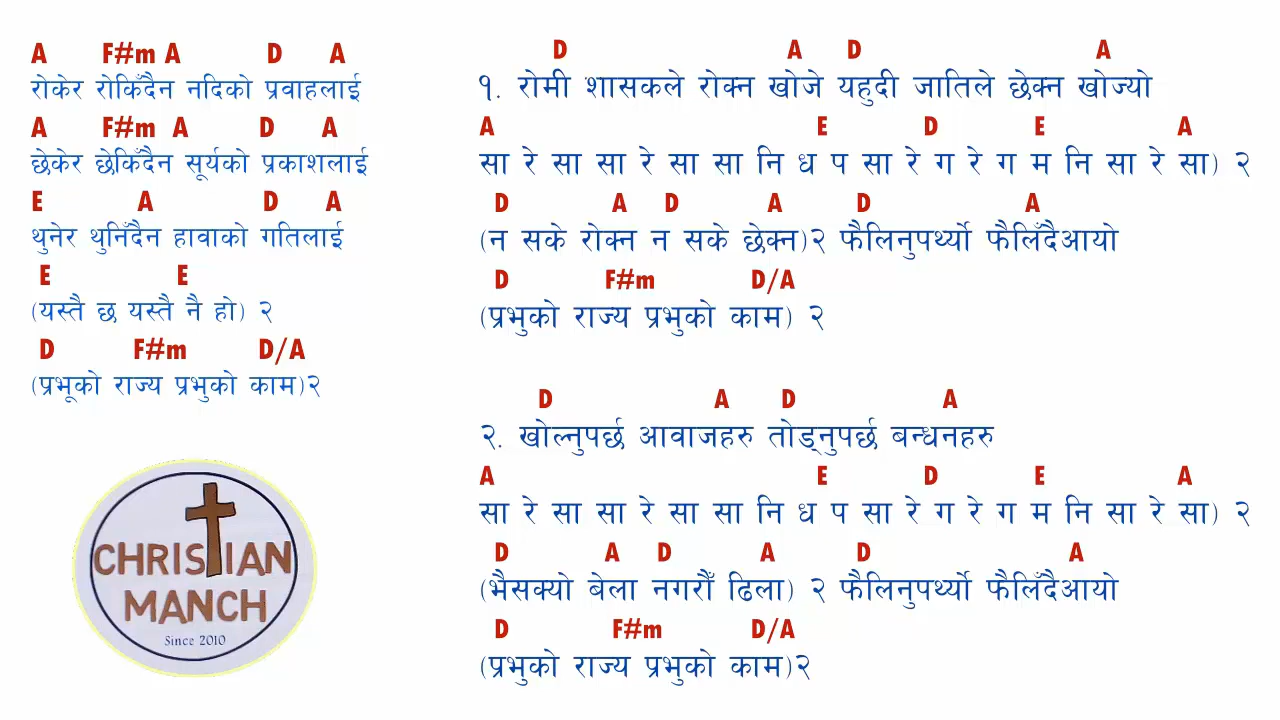 A F#m A D A
रोकेर रोकिँदैन नदिको प्रवाहलाई
A F#m A D A
छेकेर छेकिँदैन सूर्यको प्रकाशलाई
E A D A
थुनेर थुनिँदैन हावाको गतिलाई
E E
(यस्तै छ यस्तै नै हो) २
D F#m D/A
(प्रभूको राज्य प्रभुको काम)२
CHRISTIAN
MANCH
Since 2010
D A D A
१. रोमी शासकले रोक्न खोजे यहुदी जातिले छेक्न खोज्यो
A E D E A
सा रे सा सा रे सा सा नि ध प सा रे ग रे ग म नि सा रे सा) २
D A D A D A
(न सके रोक्न न सके छेक्न)२ फैलिनुपर्थ्यो फैलिँदैआयो
D F#m D/A
(प्रभुको राज्य प्रभुको काम) २
D A D A
२. खोल्नुपर्छ आवाजहरु तोड्नुपर्छ बन्धनहरु
A E D E A
सा रे सा सा रे सा सा नि ध प सा रे ग रे ग म नि सा रे सा) २
D A D A D A
(भैसक्यो बेला नगरौँ ढिला) २ फैलिनुपर्थ्यो फैलिँदैआयो
D F#m D/A
(प्रभुको राज्य प्रभुको काम)२